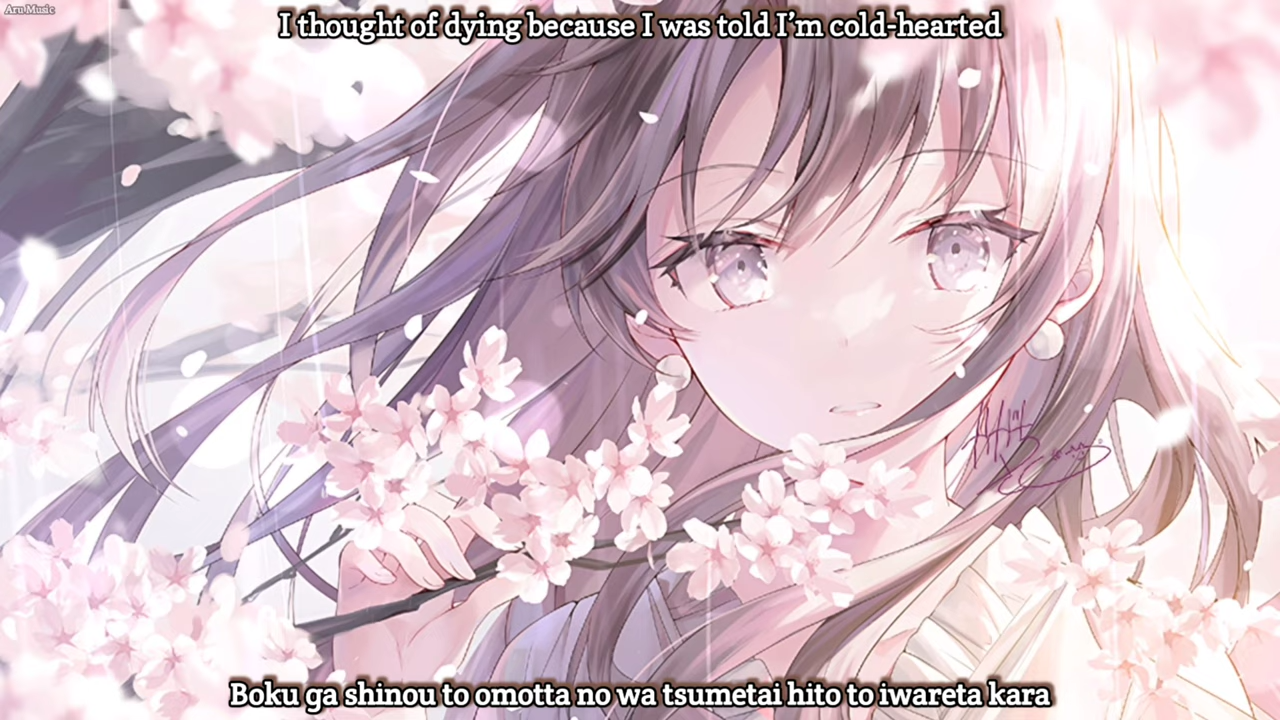 Aru Music
I thought of dying because I was told I’m cold-hearted
Boku ga shinou to omotta no wa tsumetai hito to iwareta kara